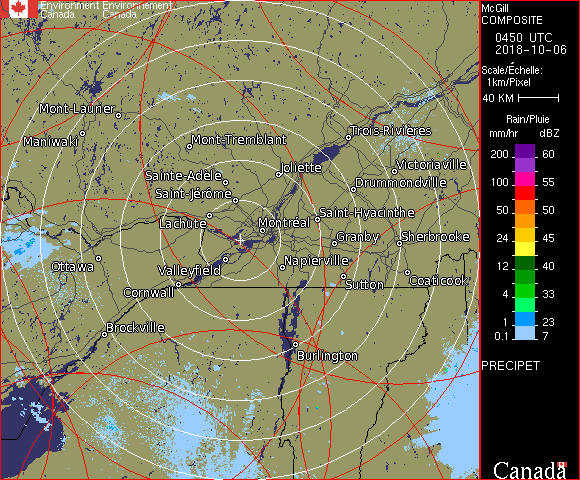 Environment Environnement
Canada Canada
McGill
COMPOSITE
0450 UTC
2018-10-06
Scale/Échelle:
1km/Pixel
40 KM
Rain/Pluie
mm/hr dBZ
200 60
150 57
100 55
50 50
24 45
12 40
4 33
1 23
0.1 7
PRECIPET
Canada
Mont-Laurier
Maniwaki
Mont-Tremblant
Trois-Rivières
Sainte-Adèle
Joliette
Victoriaville
Saint-Jérôme
Drummondville
Lachute
Montréal
Saint-Hyacinthe
Granby
Sherbrooke
Ottawa
Valleyfield
Napierville
Cornwall
Sutton
Coaticook
Brockville
Burlington